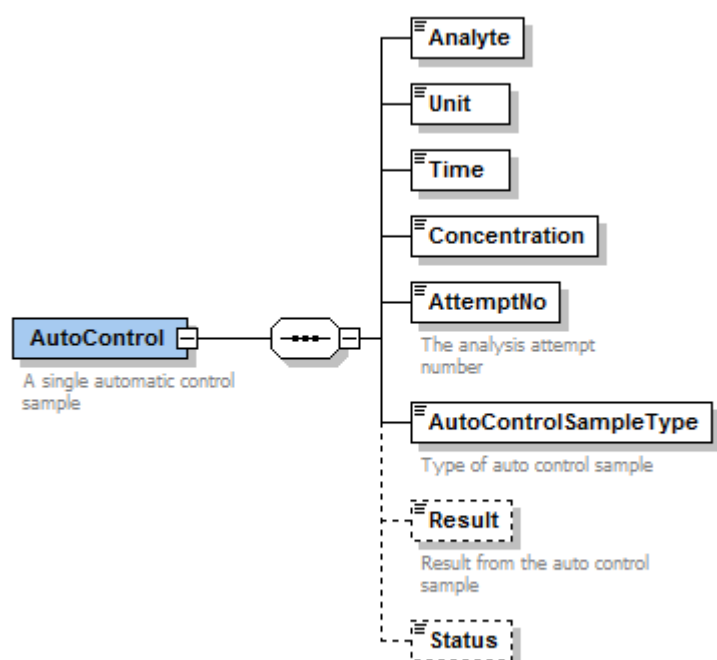 Analyte
Unit
Time
Concentration
AttemptNo
The analysis attempt
number
AutoControl
A single automatic control
sample
AutoControlSampleType
Type of auto control sample
Result
Result from the auto control
sample
Status